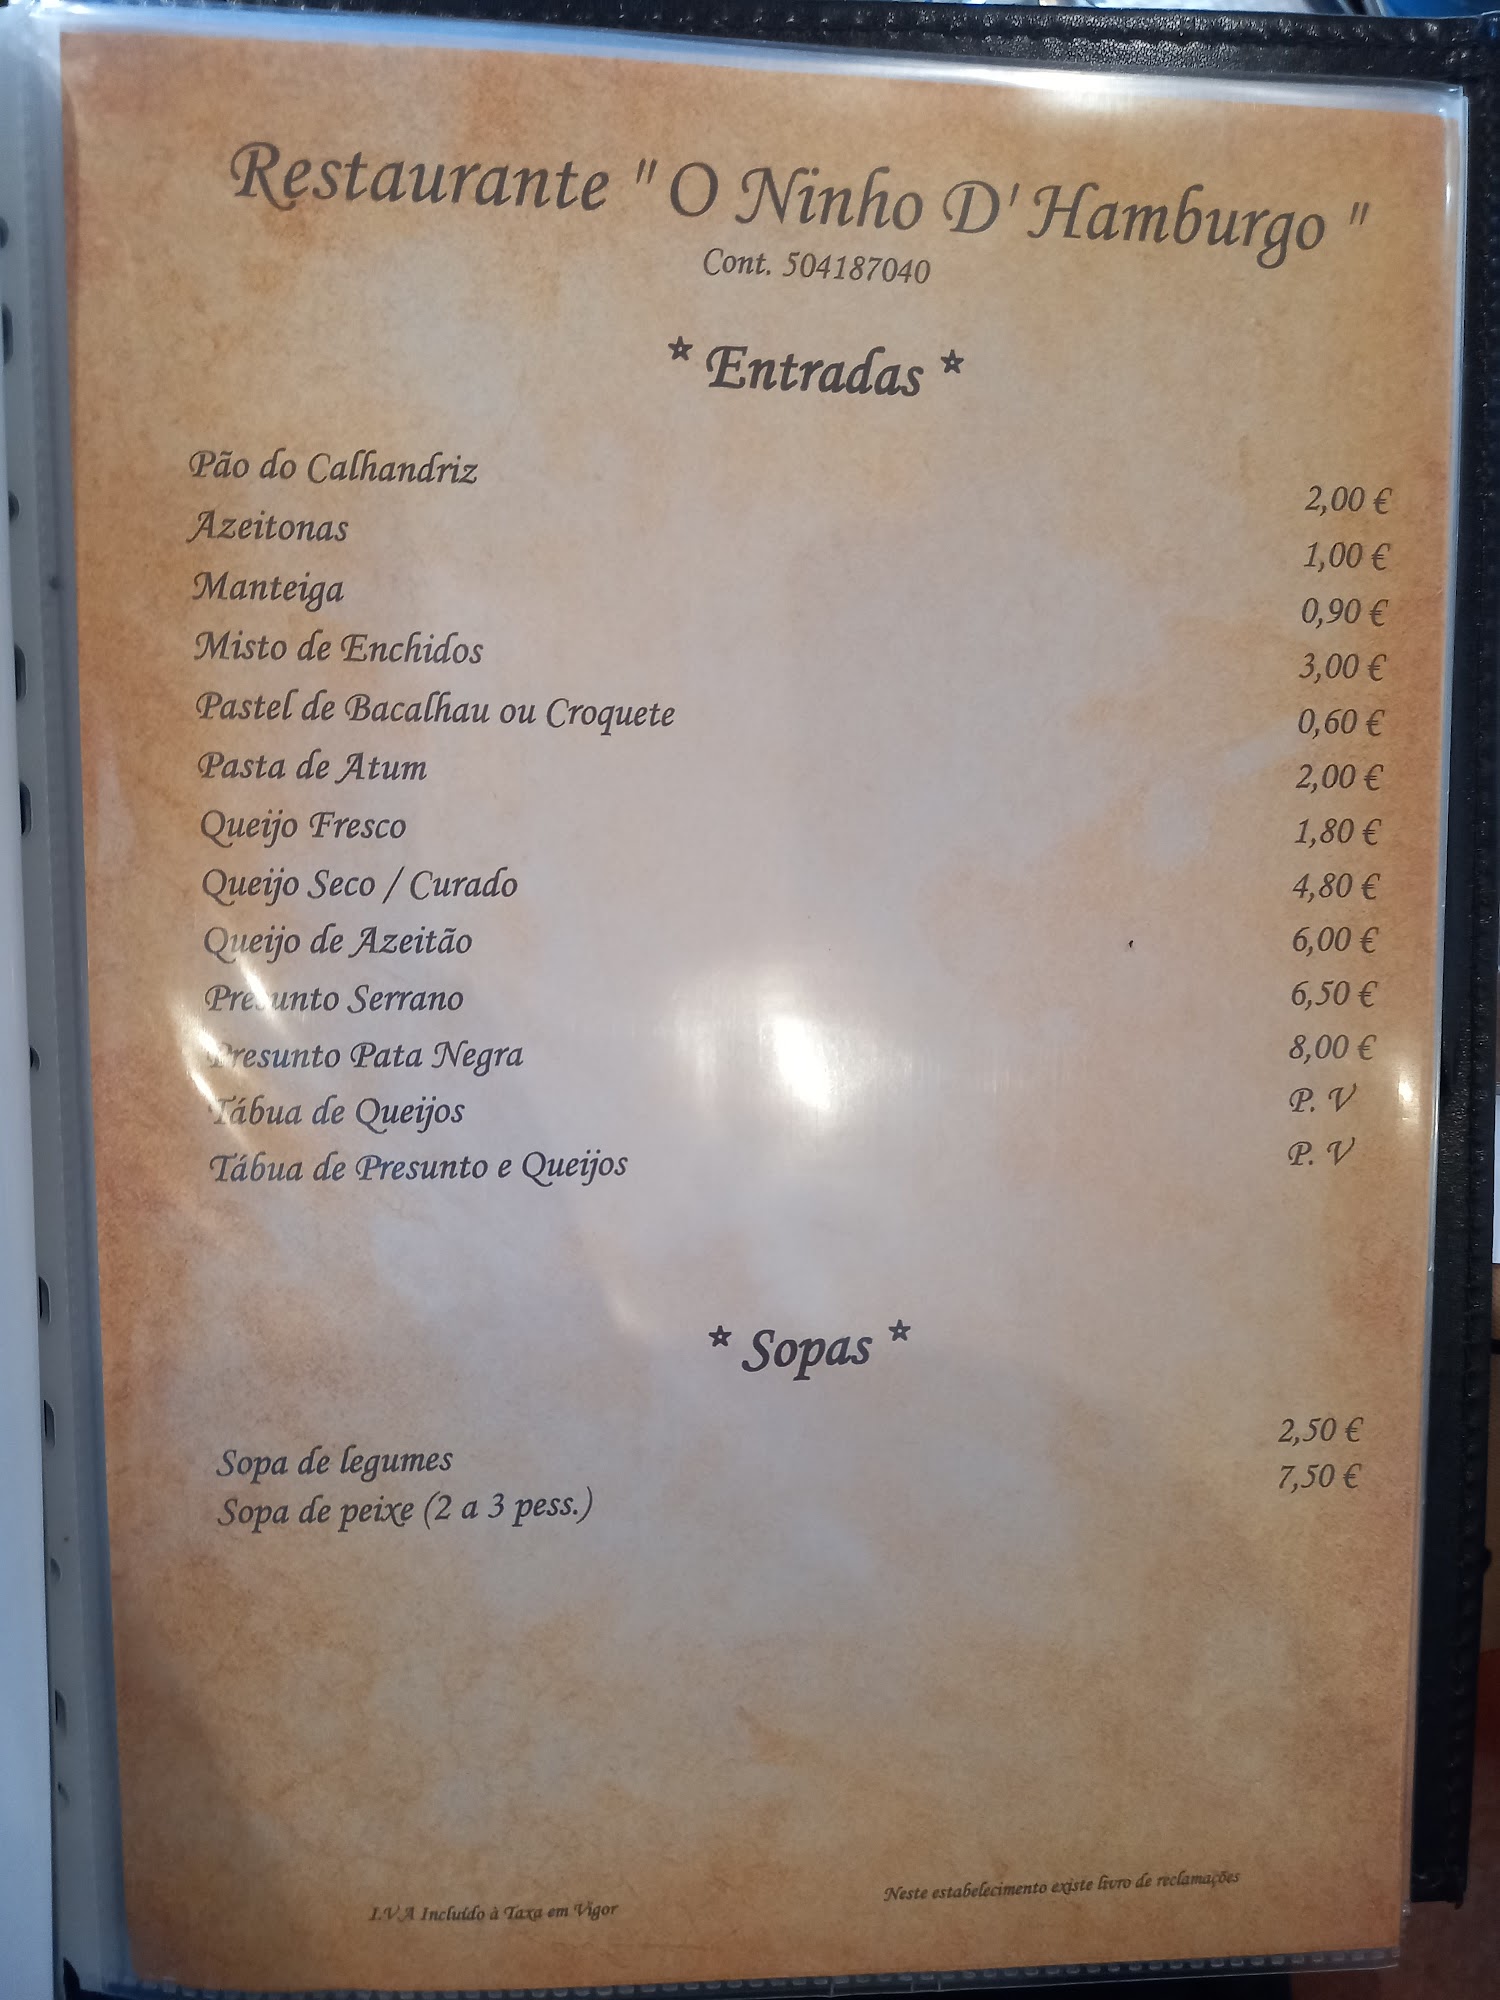 Restaurante " O Ninho D' Hamburgo "
Cont. 504187040
* Entradas *
Pão do Calhandriz 2,00 €
Azeitonas 1,00 €
Manteiga 0,90 €
Misto de Enchidos 3,00 €
Pastel de Bacalhau ou Croquete 0,60 €
Pasta de Atum 2,00 €
Queijo Fresco 1,80 €
Queijo Seco / Curado 4,80 €
Queijo de Azeitão 6,00 €
Presunto Serrano 6,50 €
Presunto Pata Negra 8,00 €
Tábua de Queijos P. V
Tábua de Presunto e Queijos P. V
* Sopas *
Sopa de legumes 2,50 €
Sopa de peixe (2 a 3 pess.) 7,50 €
I.V.A Incluído à Taxa em Vigor
Neste estabelecimento existe livro de reclamações